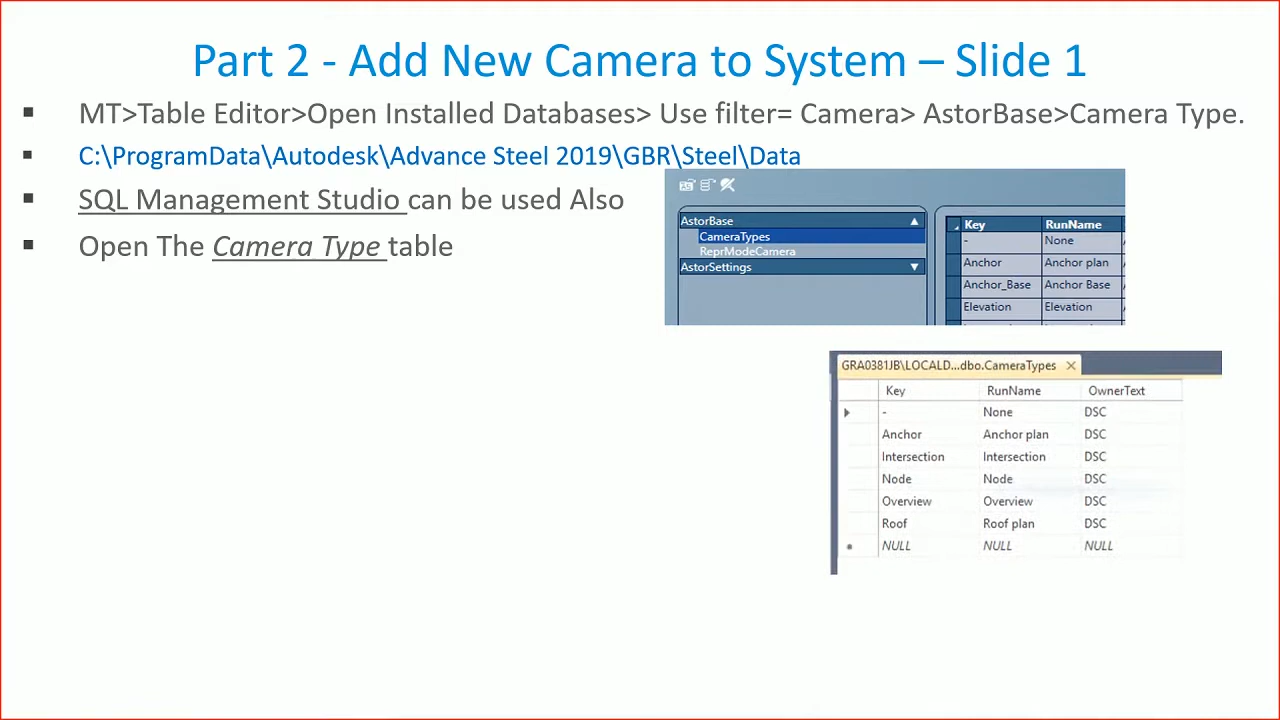 Part 2 - Add New Camera to System – Slide 1
▪ MT>Table Editor>Open Installed Databases> Use filter= Camera> AstorBase>Camera Type.
▪ C:\ProgramData\Autodesk\Advance Steel 2019\GBR\Steel\Data
▪ SQL Management Studio can be used Also
▪ Open The Camera Type table
AstorBase
CameraTypes
ReprModeCamera
AstorSettings
Key RunName
- None
Anchor Anchor plan
Anchor_Base Anchor Base
Elevation Elevation
GRA0381JB\LOCALD...dbo.CameraTypes
Key RunName OwnerText
- None DSC
Anchor Anchor plan DSC
Intersection Intersection DSC
Node Node DSC
Overview Overview DSC
Roof Roof plan DSC
NULL NULL NULL